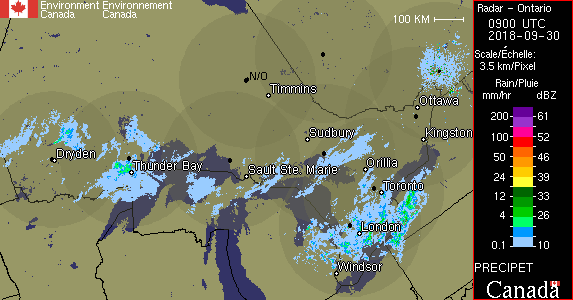 Environment Environnement
Canada Canada
100 KM
N/O
Timmins
Ottawa
Sudbury
Kingston
Dryden
Thunder Bay
Sault Ste. Marie
Orillia
Toronto
London
Windsor
Radar - Ontario
0900 UTC
2018-09-30
Scale/Échelle:
3.5 km/Pixel
Rain/Pluie
mm/hr dBZ
200 61
100 52
50 46
24 39
12 33
4 26
0.1 10
PRECIPET
Canada